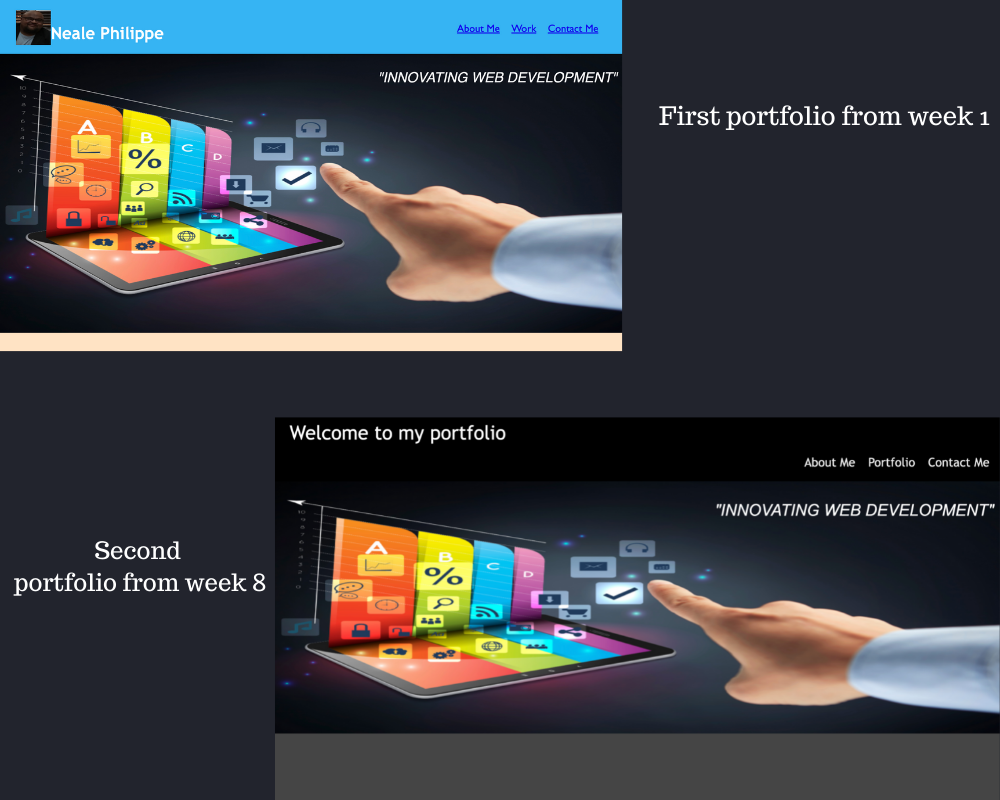 Neale Philippe
About Me Work Contact Me
"INNOVATING WEB DEVELOPMENT"
A
B
C
D
%
First portfolio from week 1
Welcome to my portfolio
About Me Portfolio Contact Me
"INNOVATING WEB DEVELOPMENT"
A
B
C
D
%
Second
portfolio from week 8